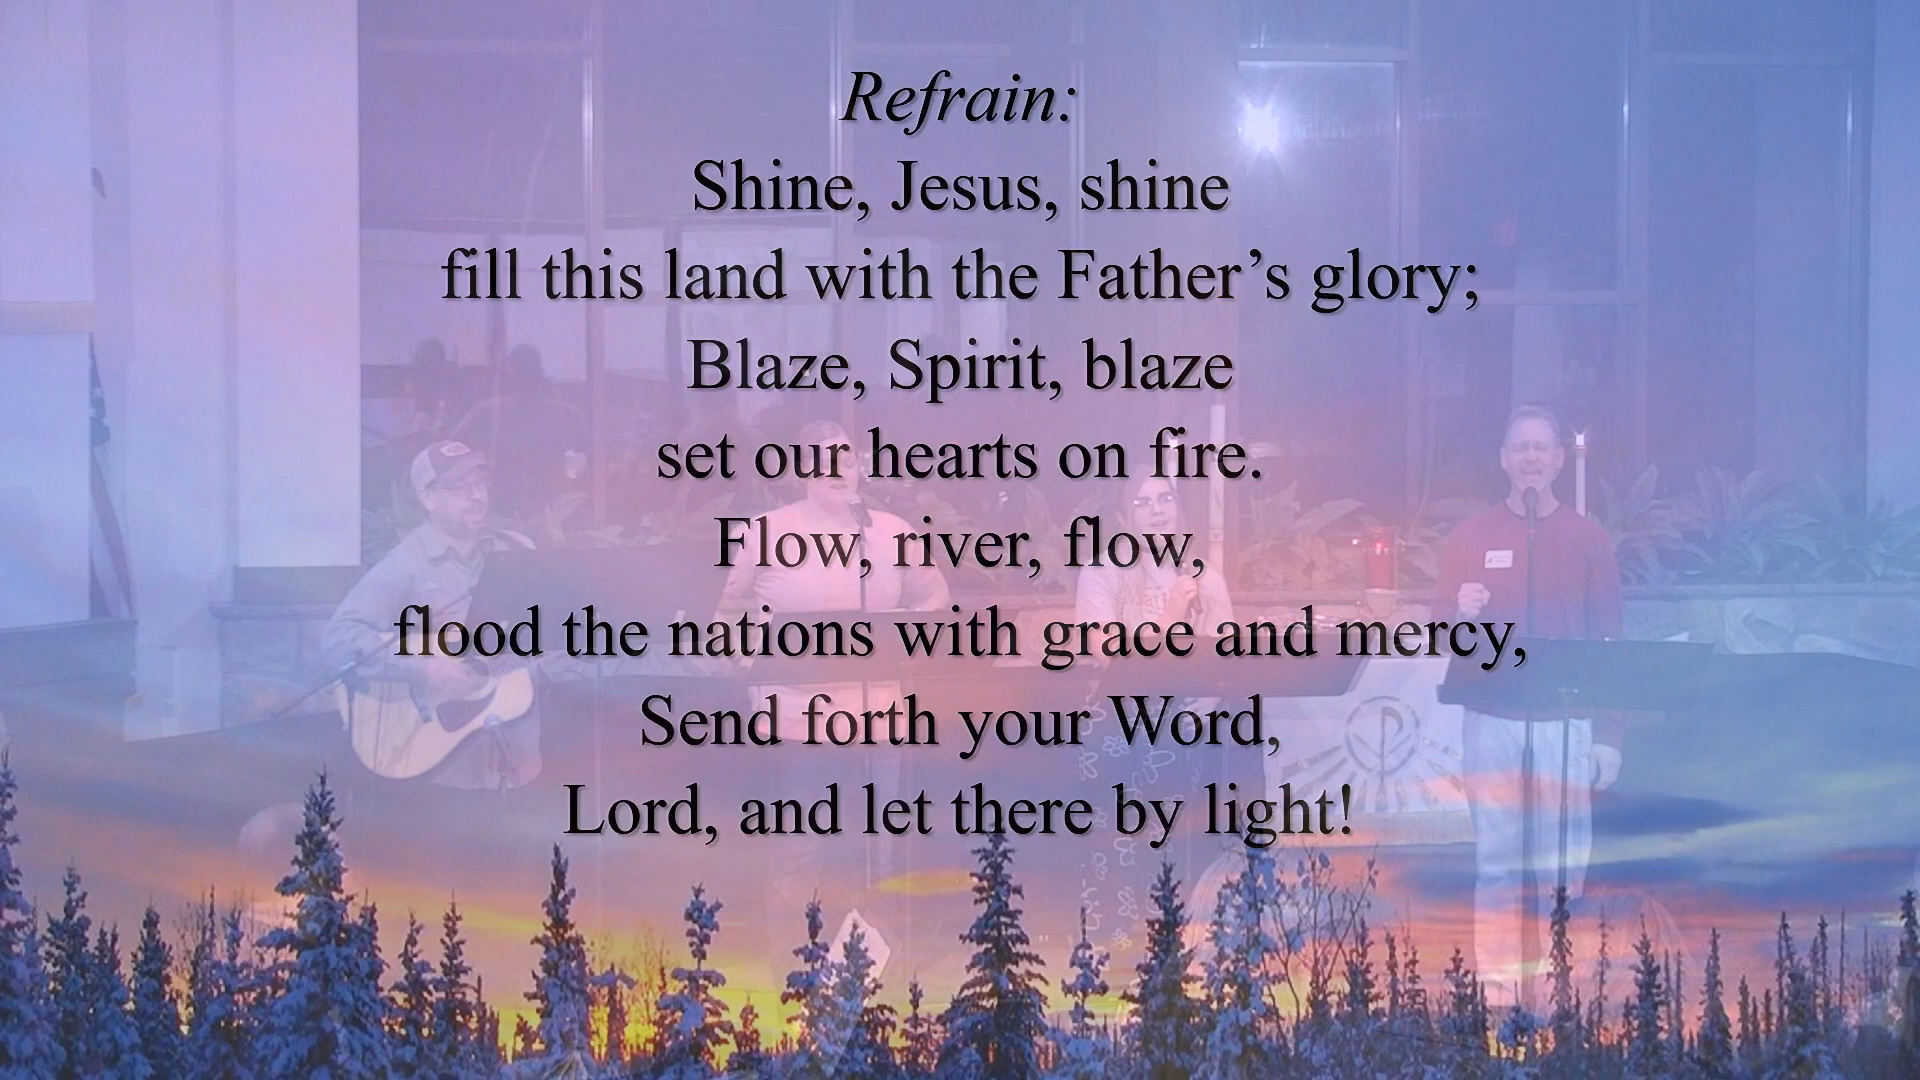 Refrain:
Shine, Jesus, shine
fill this land with the Father’s glory;
Blaze, Spirit, blaze
set our hearts on fire.
Flow, river, flow,
flood the nations with grace and mercy,
Send forth your Word,
Lord, and let there by light!